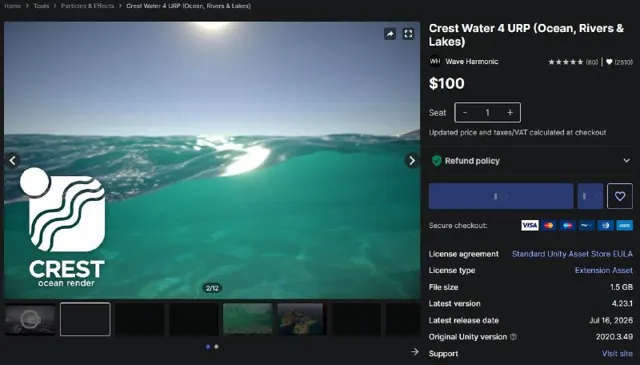 Home > Tools > Particles & Effects > Crest Water 4 URP (Ocean, Rivers & Lakes)
Crest Water 4 URP (Ocean, Rivers &
Lakes)
WH Wave Harmonic
(60) | (2510)
$100
Seat - 1 +
Updated price and taxes/VAT calculated at checkout
Refund policy
Secure checkout: VISA
License agreement Standard Unity Asset Store EULA
License type Extension Asset
File size 1.5 GB
Latest version 4.23.1
Latest release date Jul 16, 2026
Original Unity version 2020.3.49
Support Visit site
CREST
ocean render
2/12